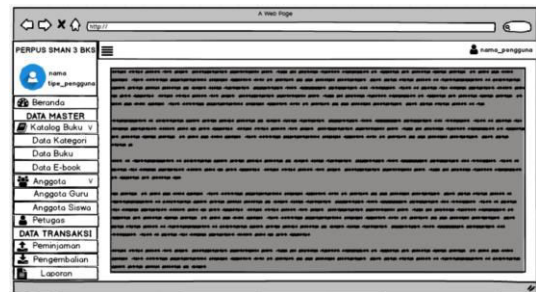 A Web Page
http://
PERPUS SMAN 3 BKS
nama_pengguna
nama
tipe_pengguna
Beranda
DATA MASTER
Katalog Buku v
Data Kategori
Data Buku
Data E-book
Anggota v
Anggota Guru
Anggota Siswa
Petugas
DATA TRANSAKSI
Peminjaman
Pengembalian
Laporan